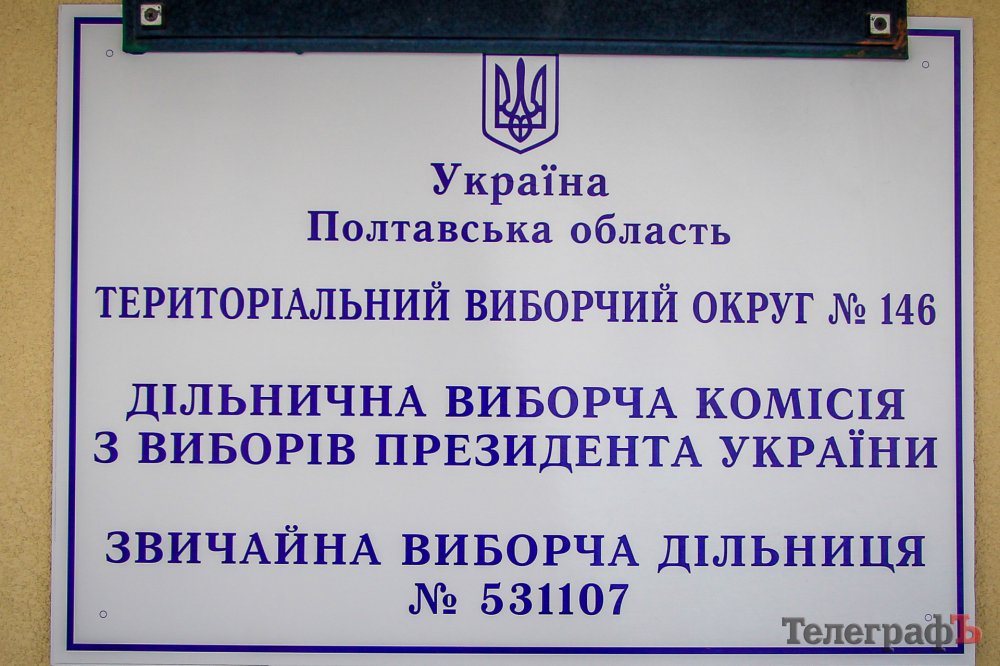 Україна
Полтавська область
ТЕРИТОРІАЛЬНИЙ ВИБОРЧИЙ ОКРУГ № 146
ДІЛЬНИЧНА ВИБОРЧА КОМІСІЯ
З ВИБОРІВ ПРЕЗИДЕНТА УКРАЇНИ
ЗВИЧАЙНА ВИБОРЧА ДІЛЬНИЦЯ
№ 531107
ТелеграфЪ